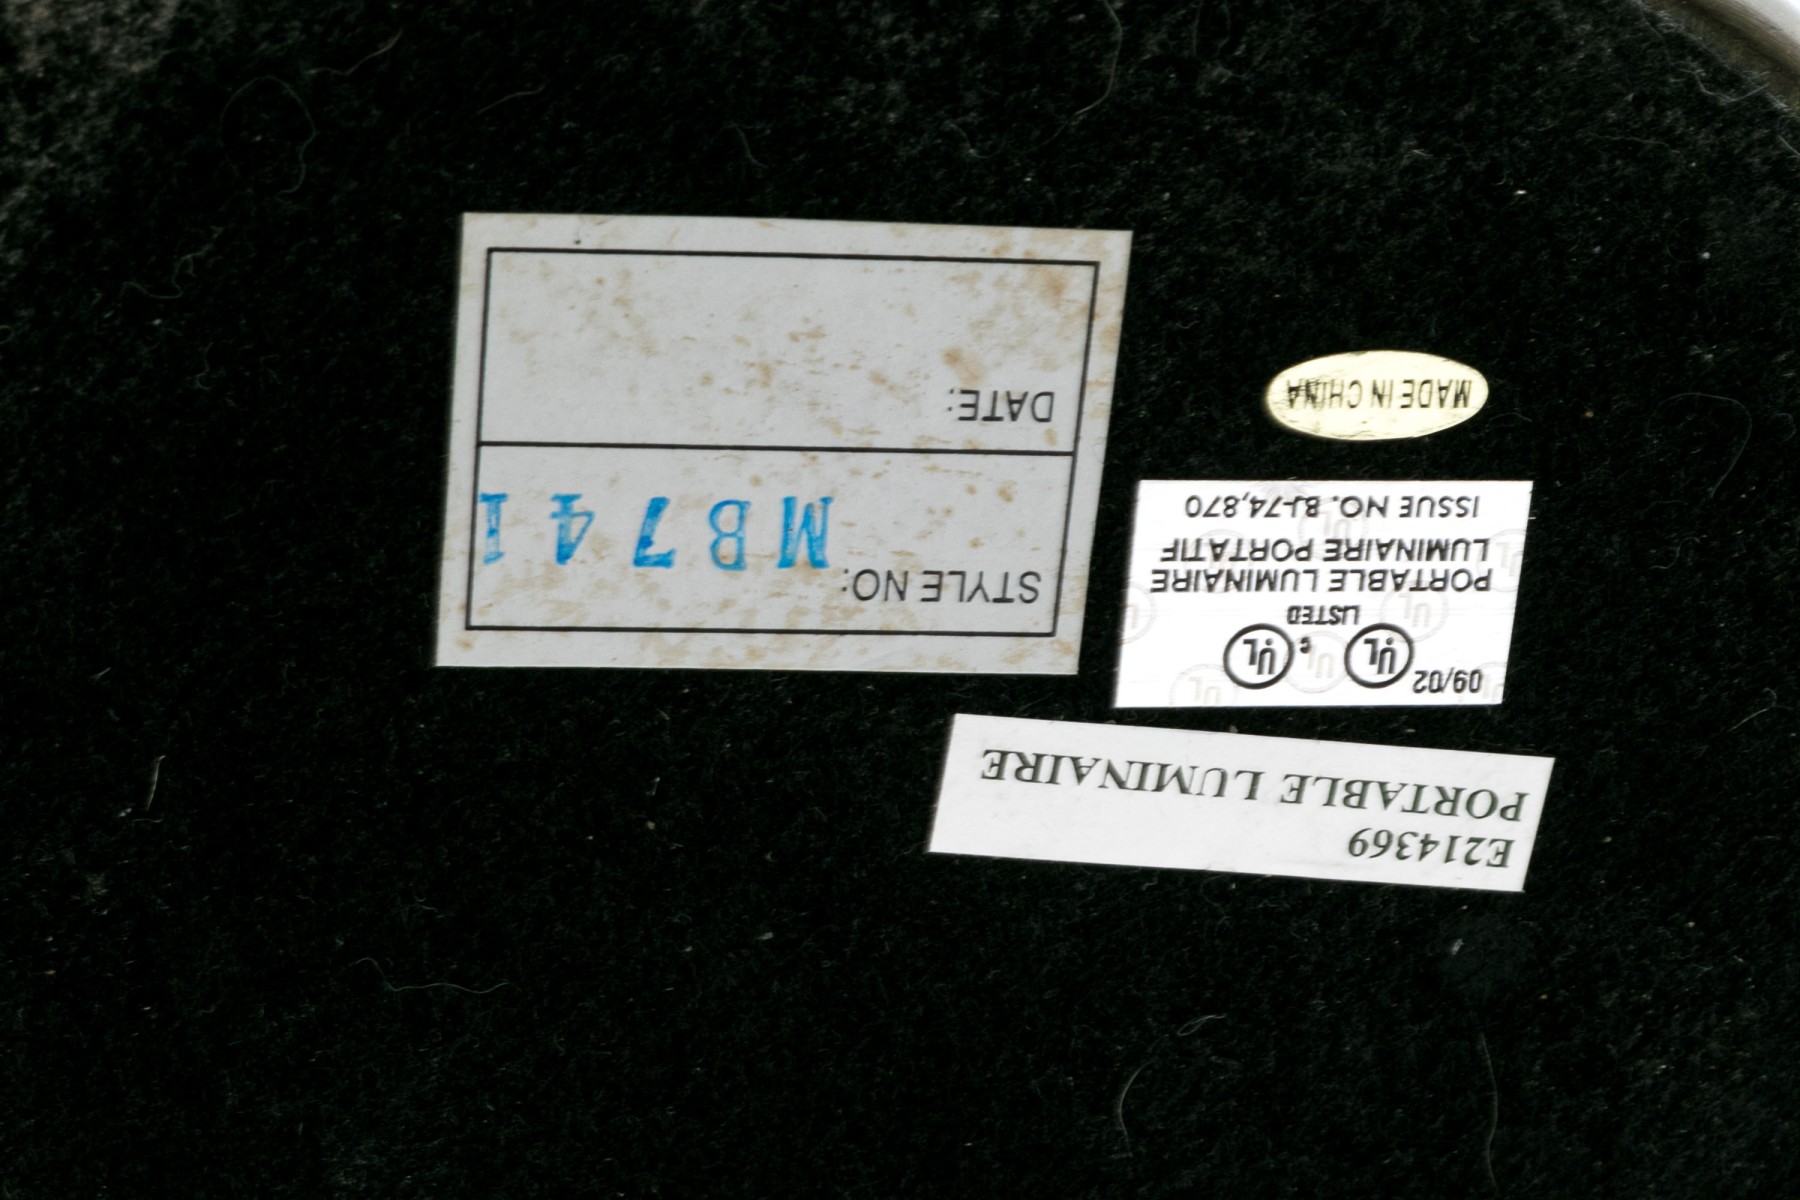 E214369
PORTABLE LUMINAIRE
09/02
UL
c
UL
LISTED
PORTABLE LUMINAIRE
LUMINAIRE PORTATIF
ISSUE NO. BJ-74,870
MADE IN CHINA
STYLE NO: MB741
DATE: